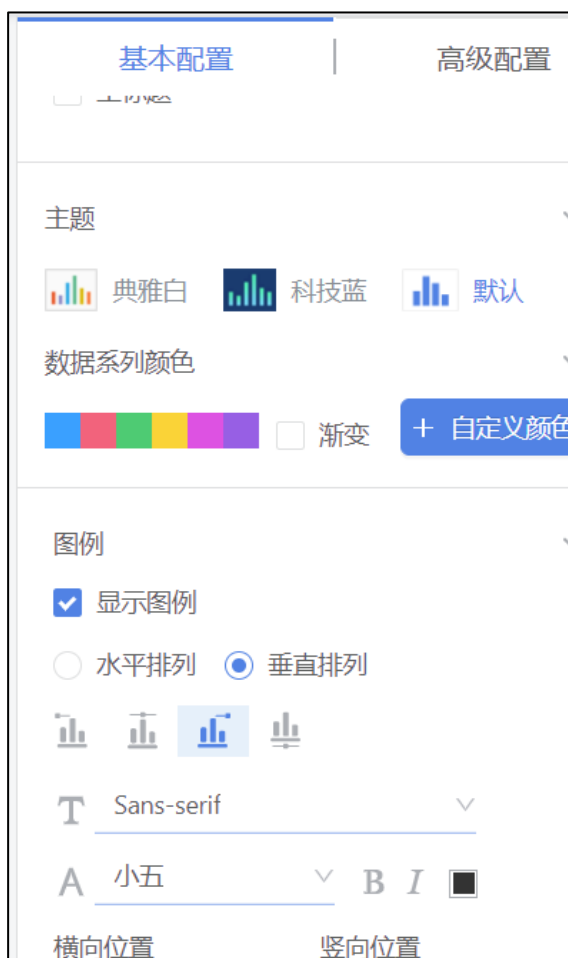 基本配置 高级配置
主标题
主题
典雅白 科技蓝 默认
数据系列颜色
渐变 + 自定义颜色
图例
显示图例
水平排列 垂直排列
T Sans-serif
A 小五 B I
横向位置 竖向位置